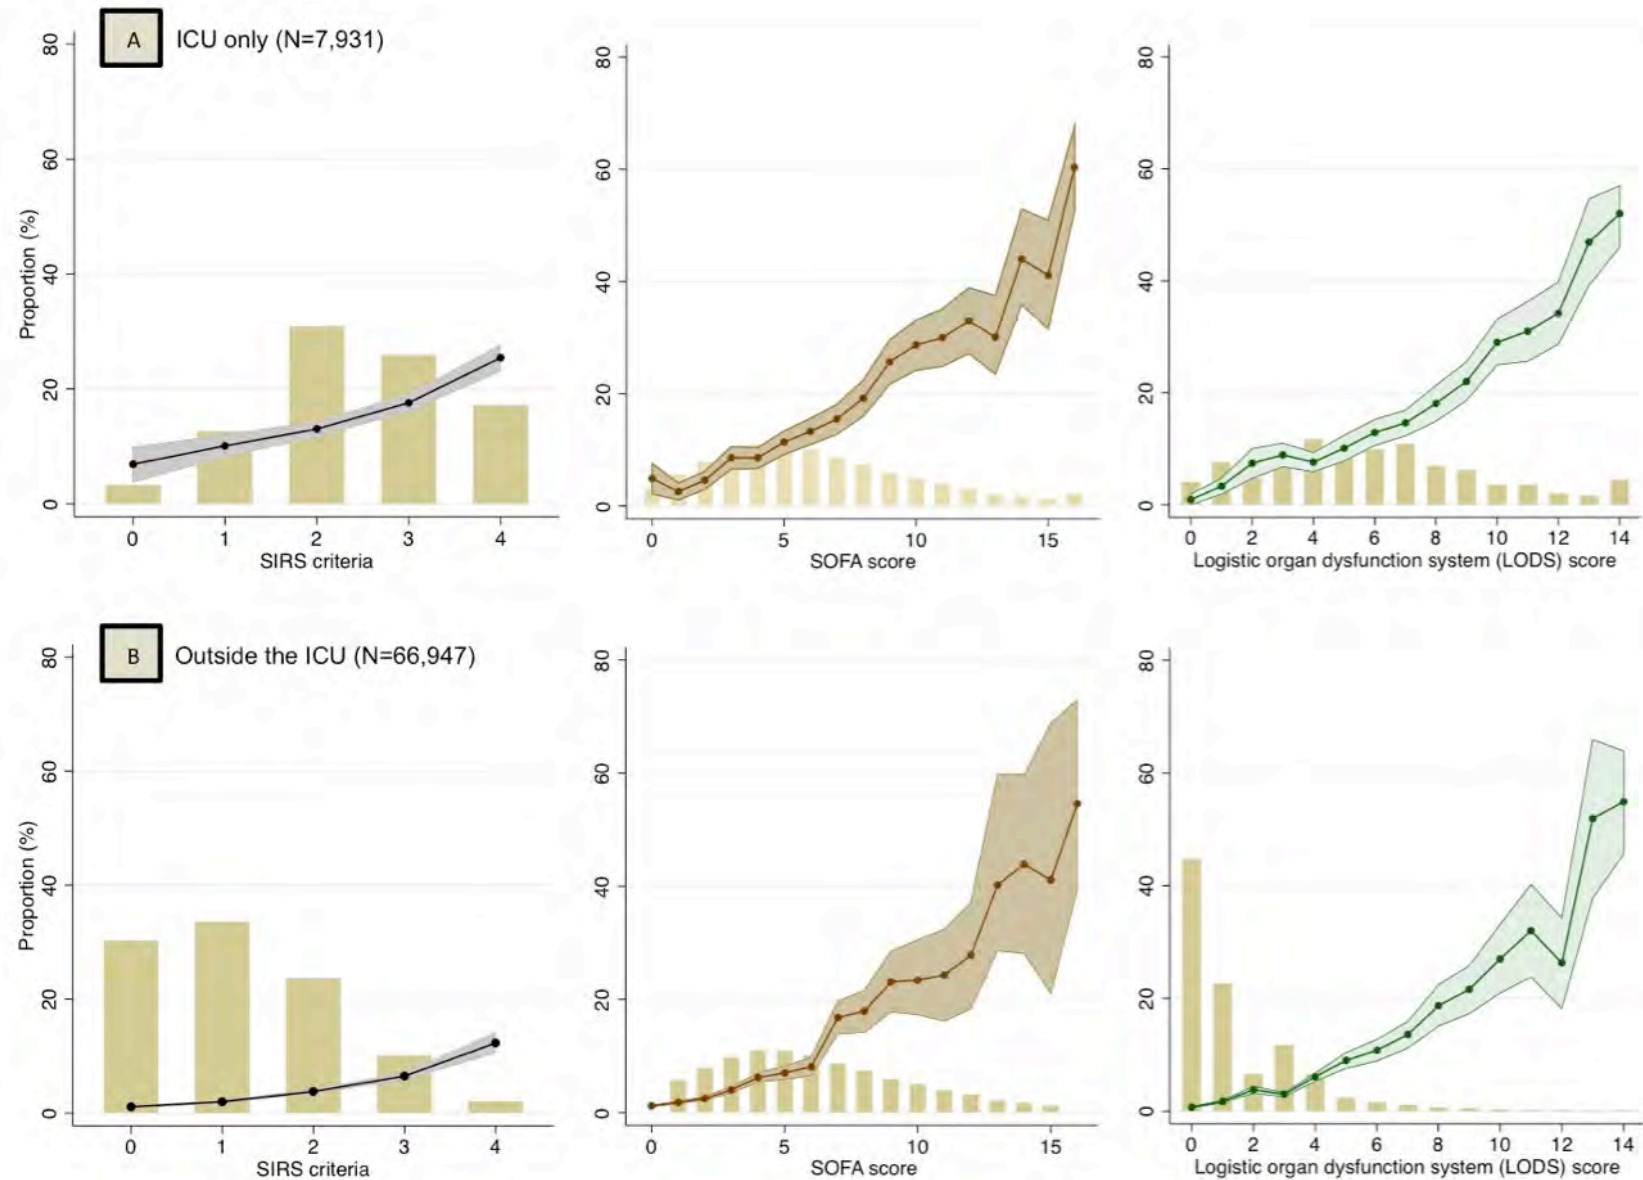 A ICU only (N=7,931)
Proportion (%)
80
60
40
20
0
0 1 2 3 4
SIRS criteria
80
60
40
20
0
0 5 10 15
SOFA score
80
60
40
20
0
0 2 4 6 8 10 12 14
Logistic organ dysfunction system (LODS) score
B Outside the ICU (N=66,947)
Proportion (%)
80
60
40
20
0
0 1 2 3 4
SIRS criteria
80
60
40
20
0
0 5 10 15
SOFA score
80
60
40
20
0
0 2 4 6 8 10 12 14
Logistic organ dysfunction system (LODS) score